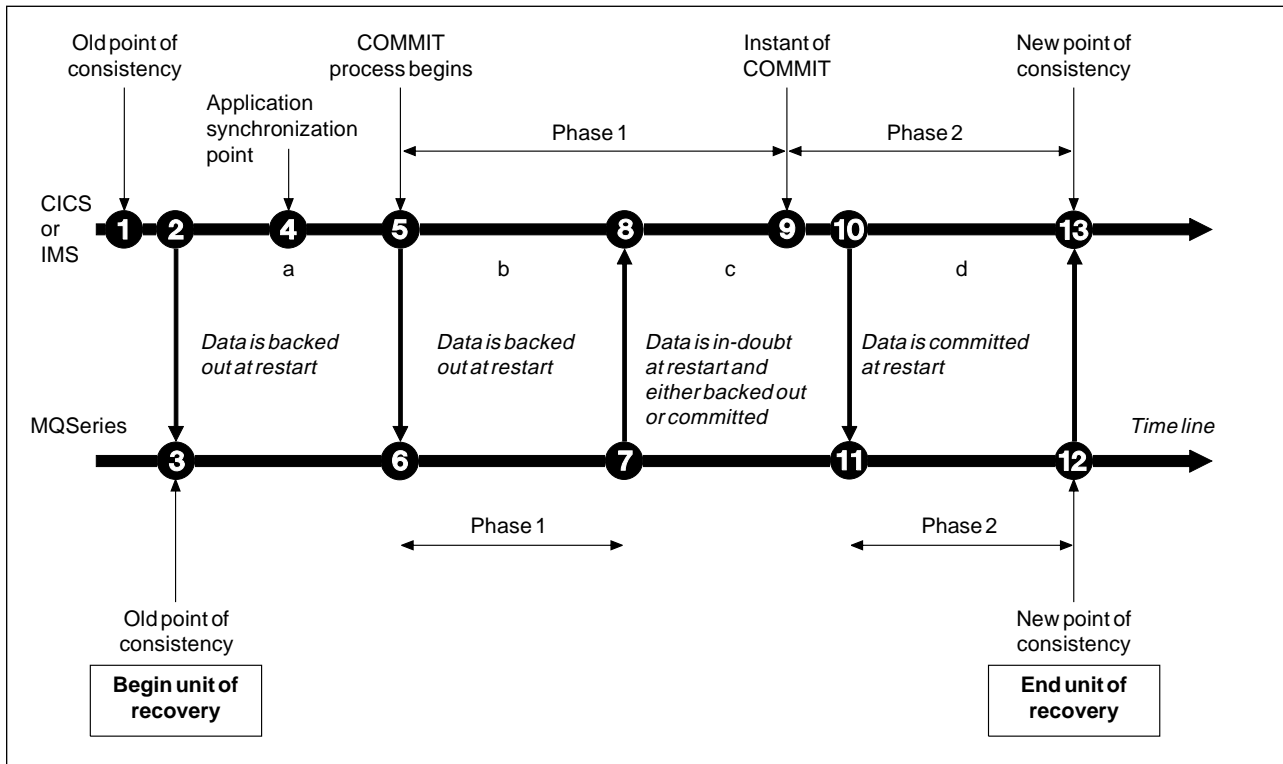 Old point of
consistency
COMMIT
process begins
Instant of
COMMIT
New point of
consistency
Application
synchronization
point
Phase 1
Phase 2
CICS
or
IMS
1
2
4
5
8
9
10
13
a
b
c
d
Data is backed
out at restart
Data is backed
out at restart
Data is in-doubt
at restart and
either backed out
or committed
Data is committed
at restart
MQSeries
Time line
3
6
7
11
12
Phase 1
Phase 2
Old point of
consistency
New point of
consistency
Begin unit of
recovery
End unit of
recovery